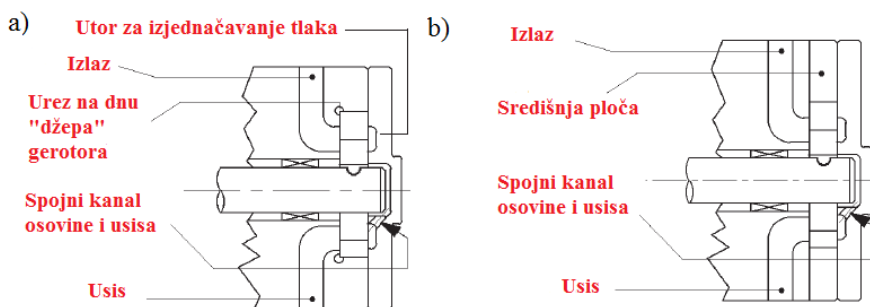 a)
Utor za izjednačavanje tlaka
Izlaz
Urez na dnu
"džepa"
gerotora
Spojni kanal
osovine i usisa
Usis
b)
Izlaz
Središnja ploča
Spojni kanal
osovine i usisa
Usis